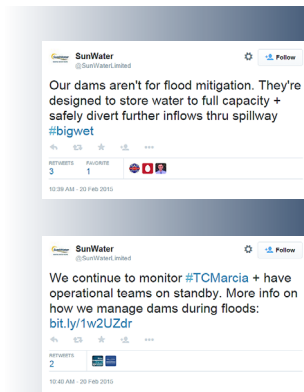 SunWater
@SunWaterLimited
Follow
Our dams aren't for flood mitigation. They're
designed to store water to full capacity +
safely divert further inflows thru spillway
#bigwet
RETWEETS
FAVORITE
3
1
10:39 AM - 20 Feb 2015
SunWater
@SunWaterLimited
Follow
We continue to monitor #TCMarcia + have
operational teams on standby. More info on
how we manage dams during floods:
bit.ly/1w2UZdr
RETWEETS
2
10:40 AM - 20 Feb 2015